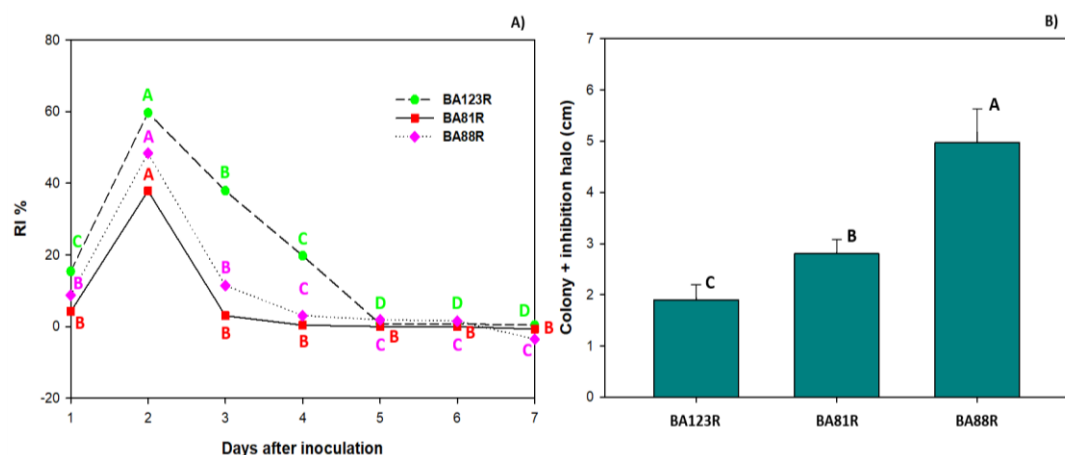 A)
80
60
40
20
0
-20
RI %
BA123R
BA81R
BA88R
A
A
A
C
B
B
B
B
B
C
C
B
D
B
C
D
B
C
D
B
C
1 2 3 4 5 6 7
Days after inoculation
B)
7
6
5
4
3
2
1
0
Colony + inhibition halo (cm)
C
B
A
BA123R BA81R BA88R